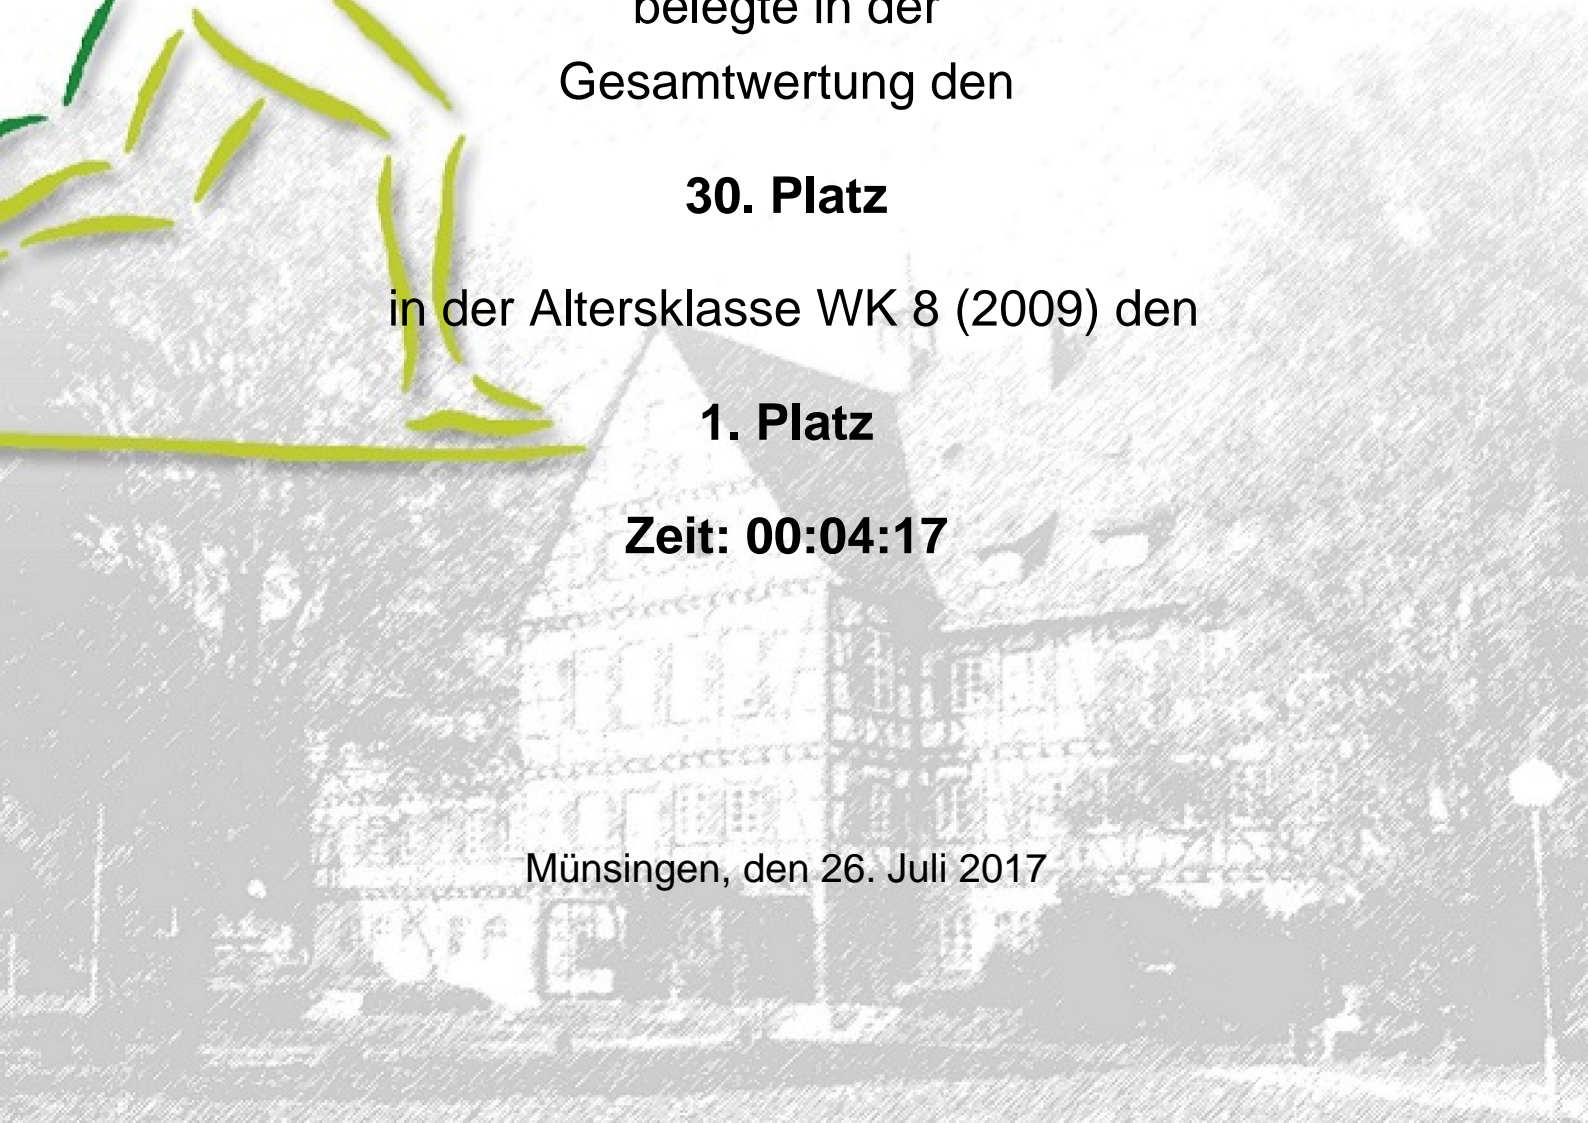 belegte in der
Gesamtwertung den
30. Platz
in der Altersklasse WK 8 (2009) den
1. Platz
Zeit: 00:04:17
Münsingen, den 26. Juli 2017